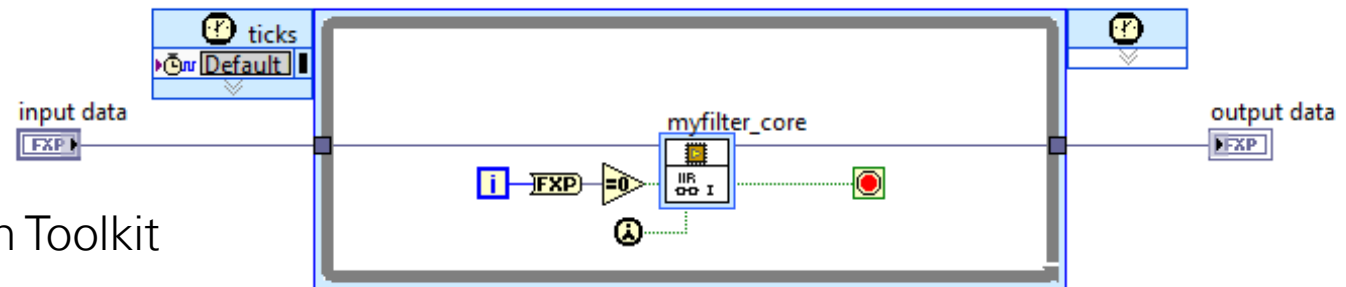 ticks
Default
input data
FXP
myfilter_core
output data
FXP
i
FXP
=0
IIR
I
n Toolkit